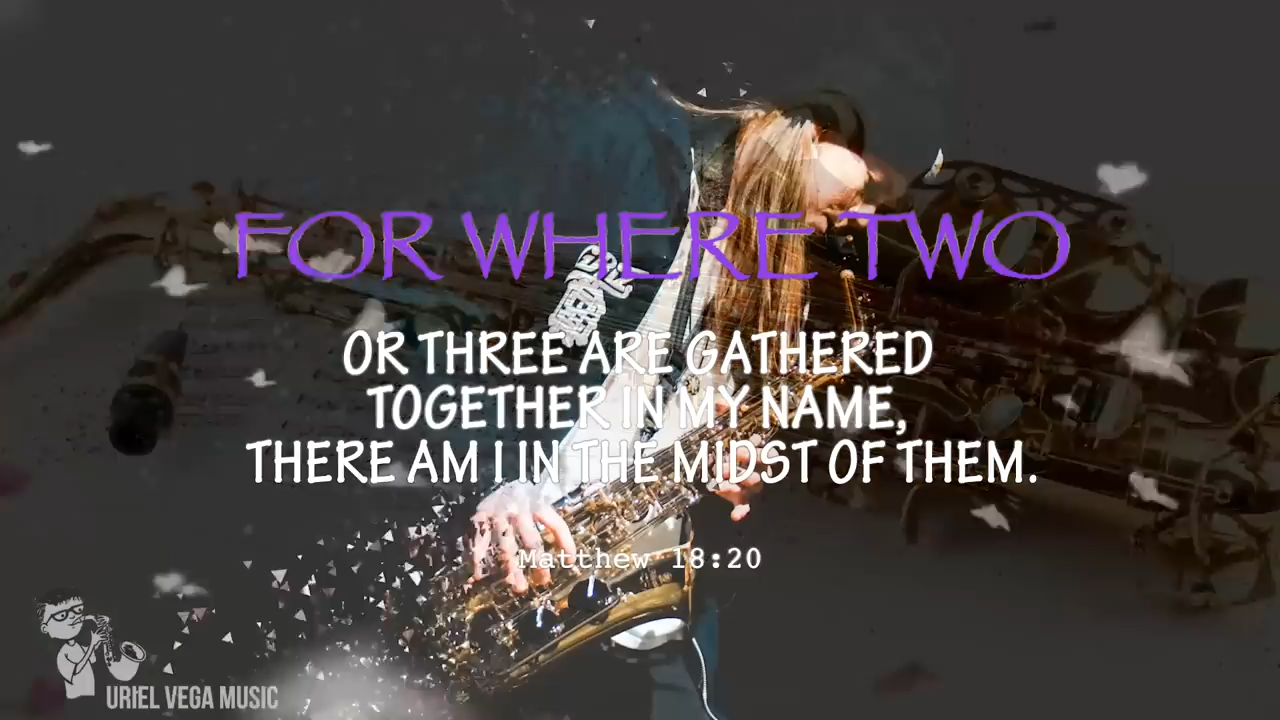 FOR WHERE TWO
OR THREE ARE GATHERED
TOGETHER IN MY NAME,
THERE AM I IN THE MIDST OF THEM.
Matthew 18:20
URIEL VEGA MUSIC